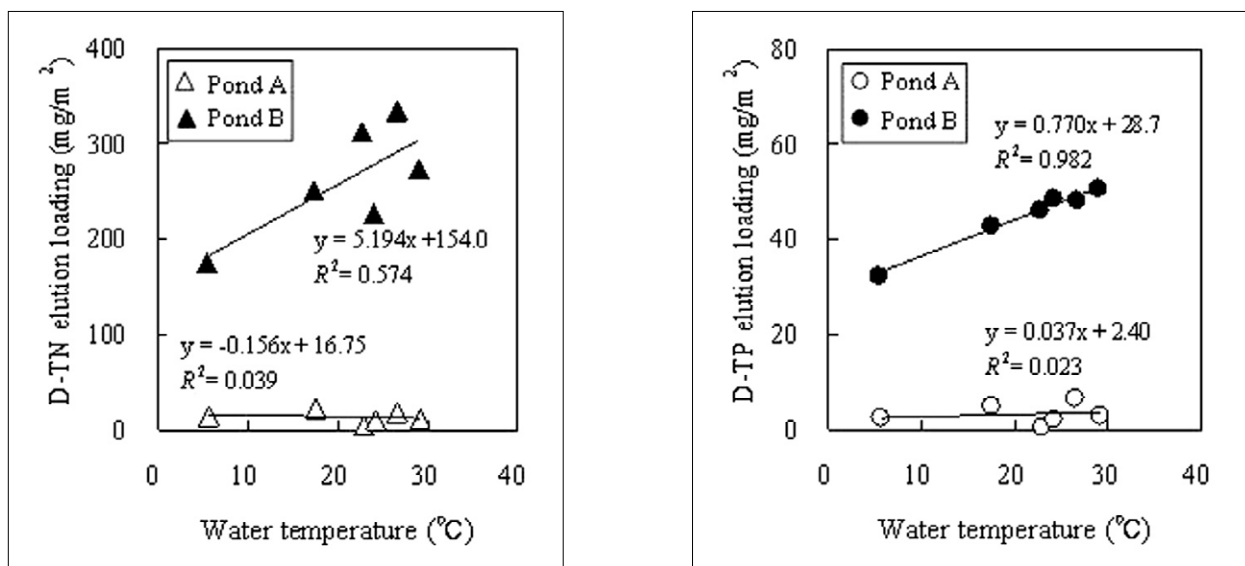 D-TN elution loading (mg/m²)
400
300
200
100
0
Pond A
Pond B
y = 5.194x +154.0
R²= 0.574
y = -0.156x + 16.75
R²= 0.039
0 10 20 30 40
Water temperature (°C)
D-TP elution loading (mg/m²)
80
60
40
20
0
Pond A
Pond B
y = 0.770x + 28.7
R²= 0.982
y = 0.037x + 2.40
R²= 0.023
0 10 20 30 40
Water temperature (°C)